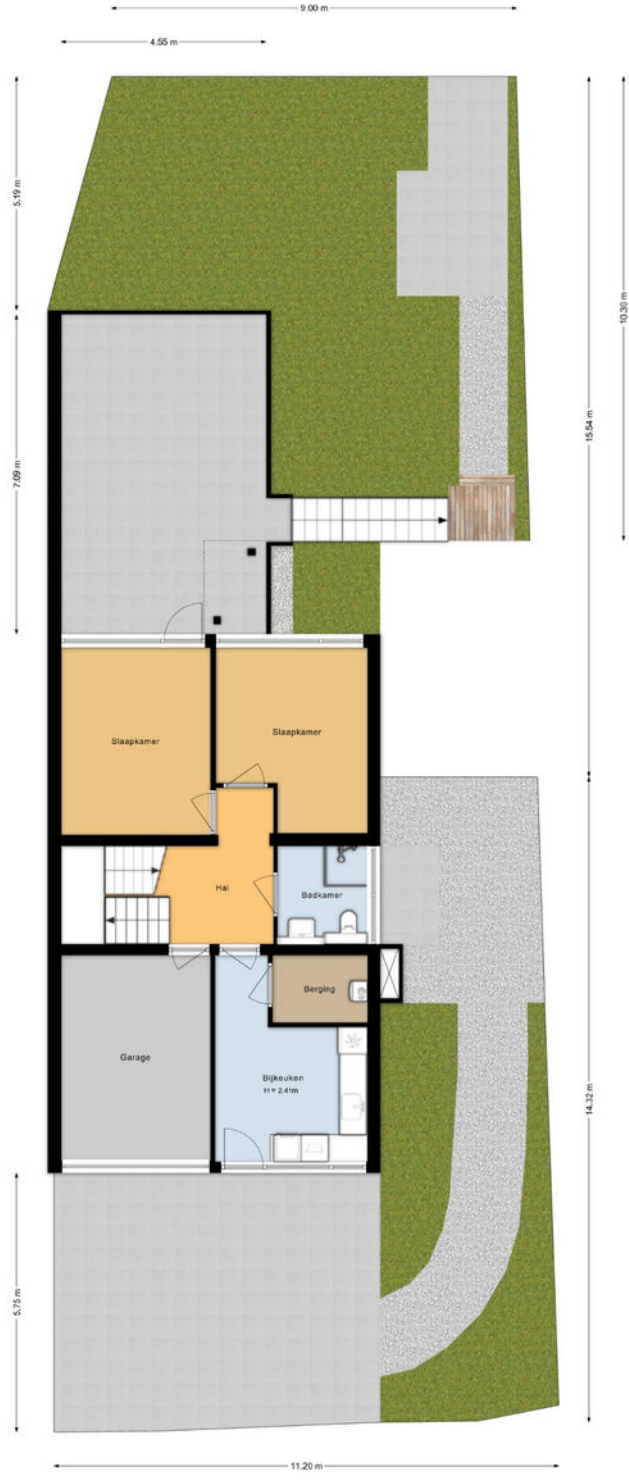 9.00 m
4.55 m
5.19 m
10.30 m
15.54 m
7.09 m
Slaapkamer
Slaapkamer
Hal
Badkamer
Berging
Garage
Bijkeuken
H = 2.41m
14.32 m
5.75 m
11.20 m